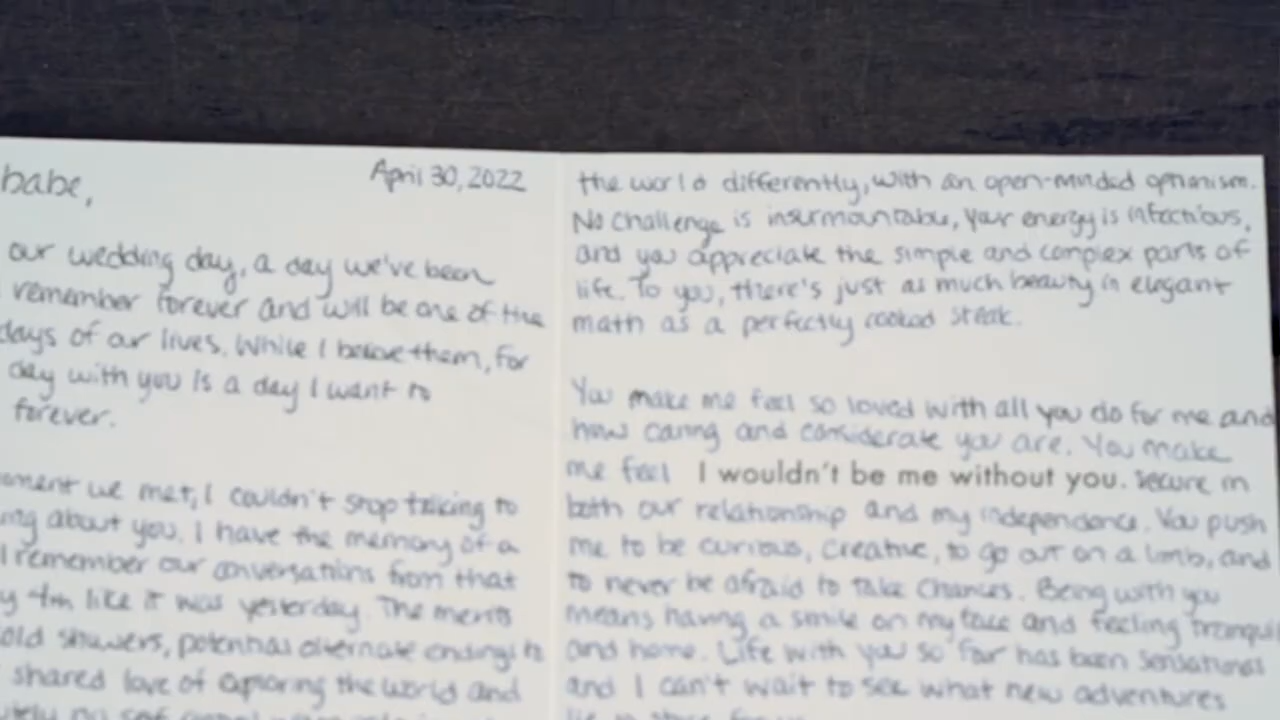 babe,
April 30, 2022
our wedding day, a day we've been
remember forever and will be one of the
days of our lives. While I believe them, for
day with you is a day I want to
forever.
we met, I couldn't stop talking to
about you. I have the memory of a
I remember our conversations from that
like it was yesterday. The merits
showers, potential alternate endings to
shared love of exploring the world and
the world differently, with an open-minded optimism.
No challenge is insurmountable, your energy is infectious,
and you appreciate the simple and complex parts of
life. To you, there's just as much beauty in elegant
math as a perfectly cooked steak.
You make me feel so loved with all you do for me and
how caring and considerate you are. You make
me feel I wouldn't be me without you. secure in
both our relationship and my independence. You push
me to be curious, creative, to go out on a limb, and
to never be afraid to take chances. Being with you
means having a smile on my face and feeling tranquil
and home. Life with you so far has been sensational
and I can't wait to see what new adventures